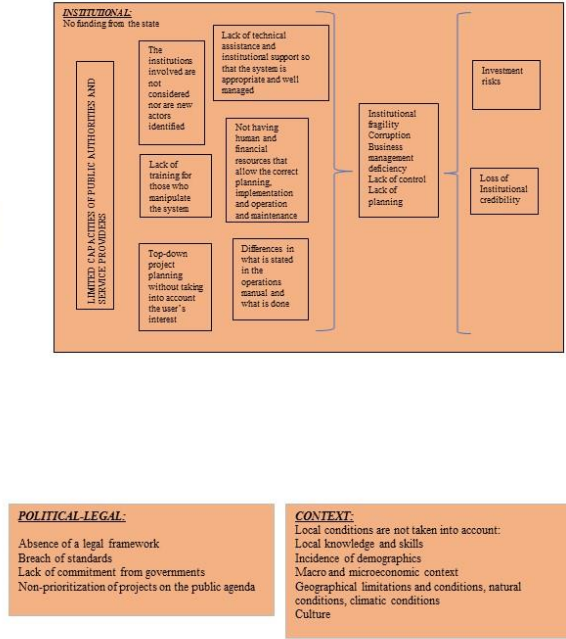 INSTITUTIONAL:
No funding from the state
LIMITED CAPACITIES OF PUBLIC AUTHORITIES AND
SERVICE PROVIDERS
The
institutions
involved are
not
considered
nor are new
actors
identified
Lack of
training for
those who
manipulate
the system
Top-down
project
planning
without taking
into account
the user's
interest
Lack of technical
assistance and
institutional support so
that the system is
appropriate and well
managed
Not having
human and
financial
resources that
allow the correct
planning,
implementation
and operation
and maintenance
Differences in
what is stated
in the
operations
manual and
what is done
Institutional
fragility
Corruption
Business
management
deficiency
Lack of control
Lack of
planning
Investment
risks
Loss of
Institutional
credibility
POLITICAL-LEGAL:
Absence of a legal framework
Breach of standards
Lack of commitment from governments
Non-prioritization of projects on the public agenda
CONTEXT:
Local conditions are not taken into account:
Local knowledge and skills
Incidence of demographics
Macro and microeconomic context
Geographical limitations and conditions, natural
conditions, climatic conditions
Culture